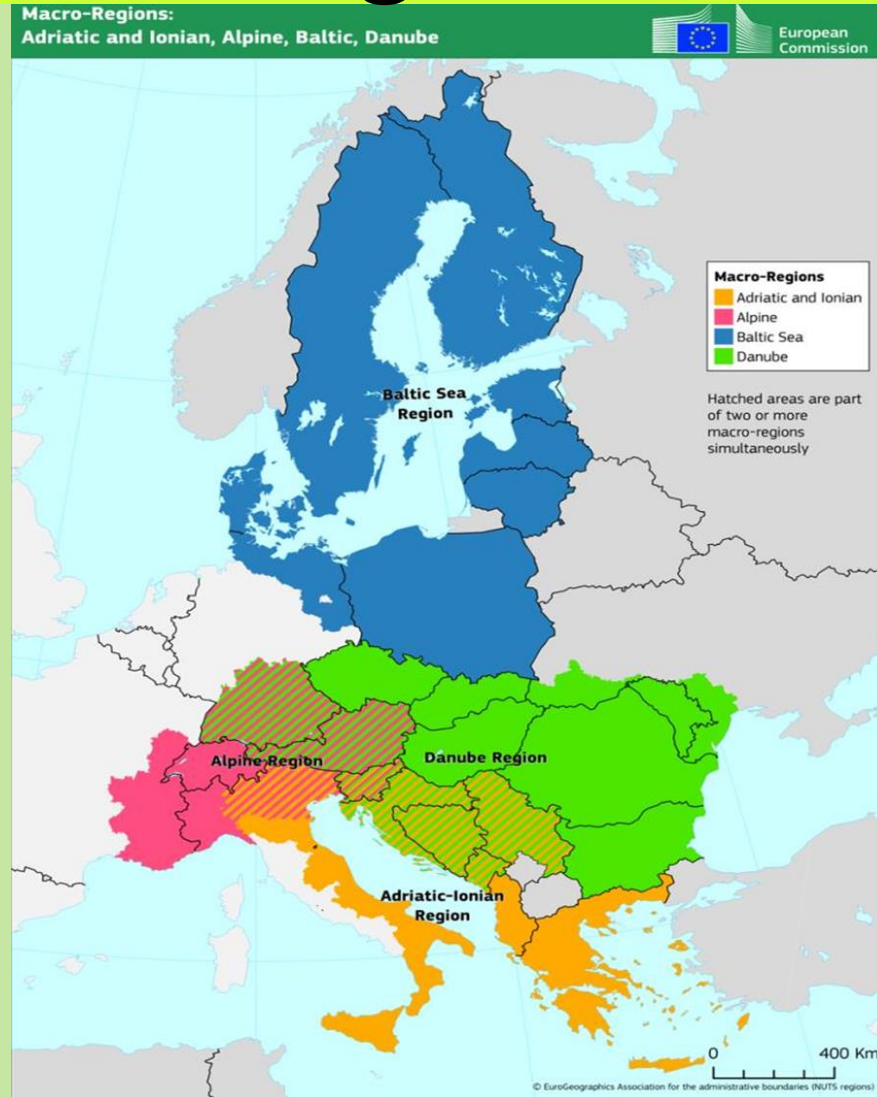 Macro-Regions:
Adriatic and Ionian, Alpine, Baltic, Danube
European
Commission
Macro-Regions
Adriatic and Ionian
Alpine
Baltic Sea
Danube
Hatched areas are part
of two or more
macro-regions
simultaneously
Baltic Sea
Region
Alpine Region
Danube Region
Adriatic-Ionian
Region
0 400 Km
© EuroGeographics Association for the administrative boundaries (NUTS regions)